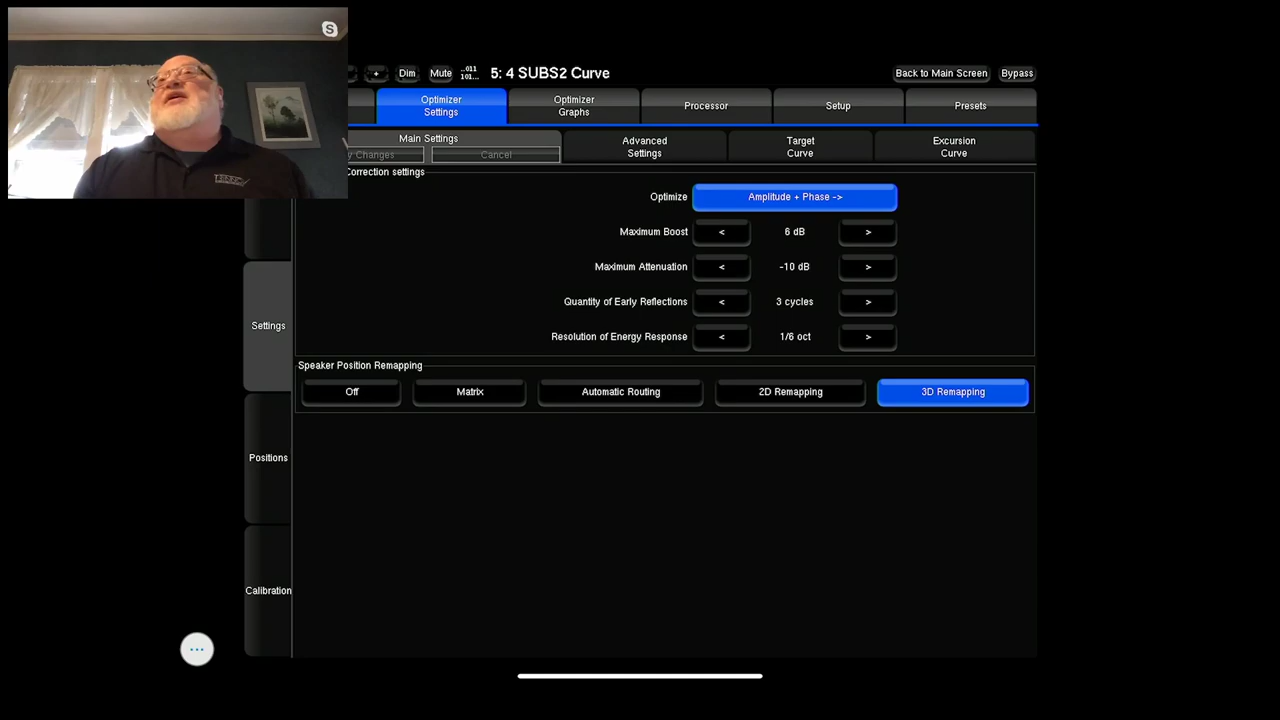 +
Dim
Mute
..011
101...
5: 4 SUBS2 Curve
Back to Main Screen
Bypass
Optimizer
Settings
Optimizer
Graphs
Processor
Setup
Presets
Main Settings
Changes
Cancel
Advanced
Settings
Target
Curve
Excursion
Curve
Correction settings
Optimize
Amplitude + Phase ->
Maximum Boost
<
6 dB
>
Maximum Attenuation
<
-10 dB
>
Quantity of Early Reflections
<
3 cycles
>
Resolution of Energy Response
<
1/6 oct
>
Speaker Position Remapping
Off
Matrix
Automatic Routing
2D Remapping
3D Remapping
Settings
Positions
Calibration